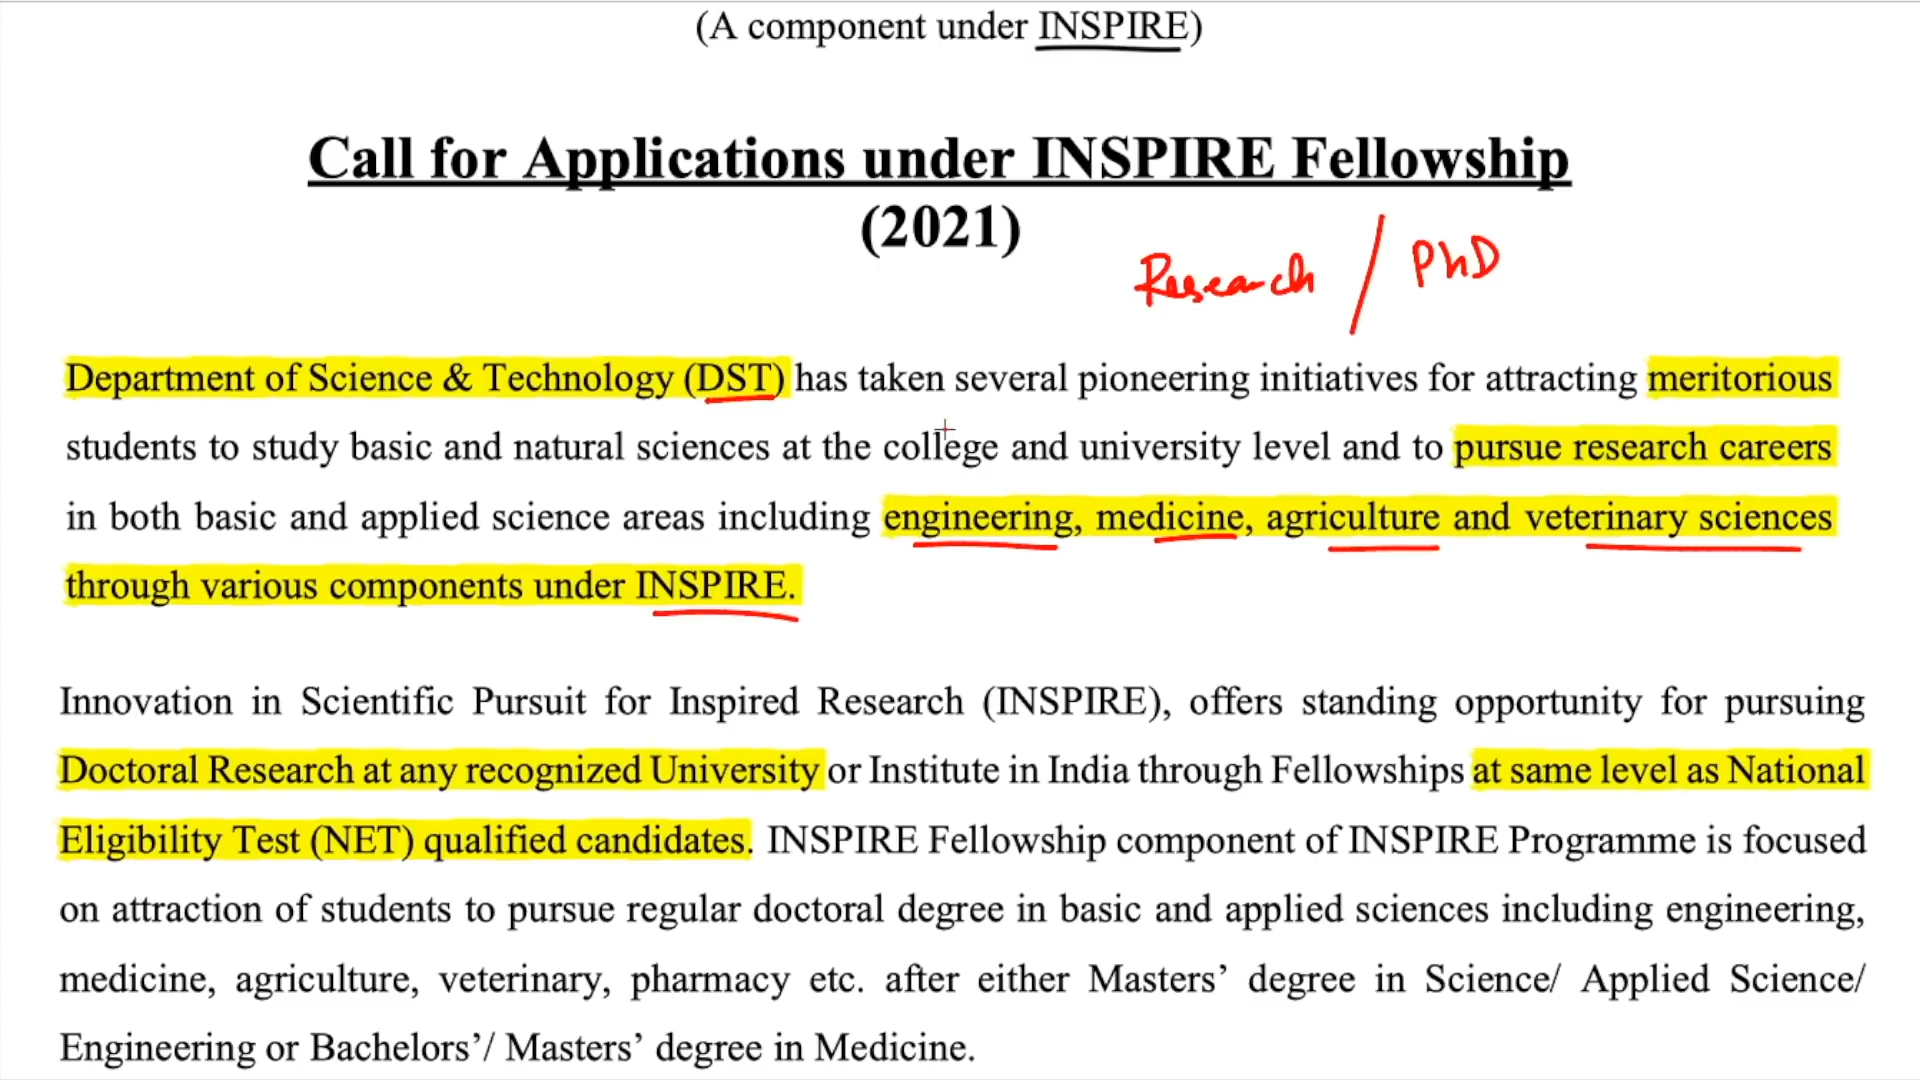 (A component under INSPIRE)
Call for Applications under INSPIRE Fellowship
(2021)
Research / PhD
Department of Science & Technology (DST) has taken several pioneering initiatives for attracting meritorious
students to study basic and natural sciences at the college and university level and to pursue research careers
in both basic and applied science areas including engineering, medicine, agriculture and veterinary sciences
through various components under INSPIRE.
Innovation in Scientific Pursuit for Inspired Research (INSPIRE), offers standing opportunity for pursuing
Doctoral Research at any recognized University or Institute in India through Fellowships at same level as National
Eligibility Test (NET) qualified candidates. INSPIRE Fellowship component of INSPIRE Programme is focused
on attraction of students to pursue regular doctoral degree in basic and applied sciences including engineering,
medicine, agriculture, veterinary, pharmacy etc. after either Masters’ degree in Science/ Applied Science/
Engineering or Bachelors’/ Masters’ degree in Medicine.